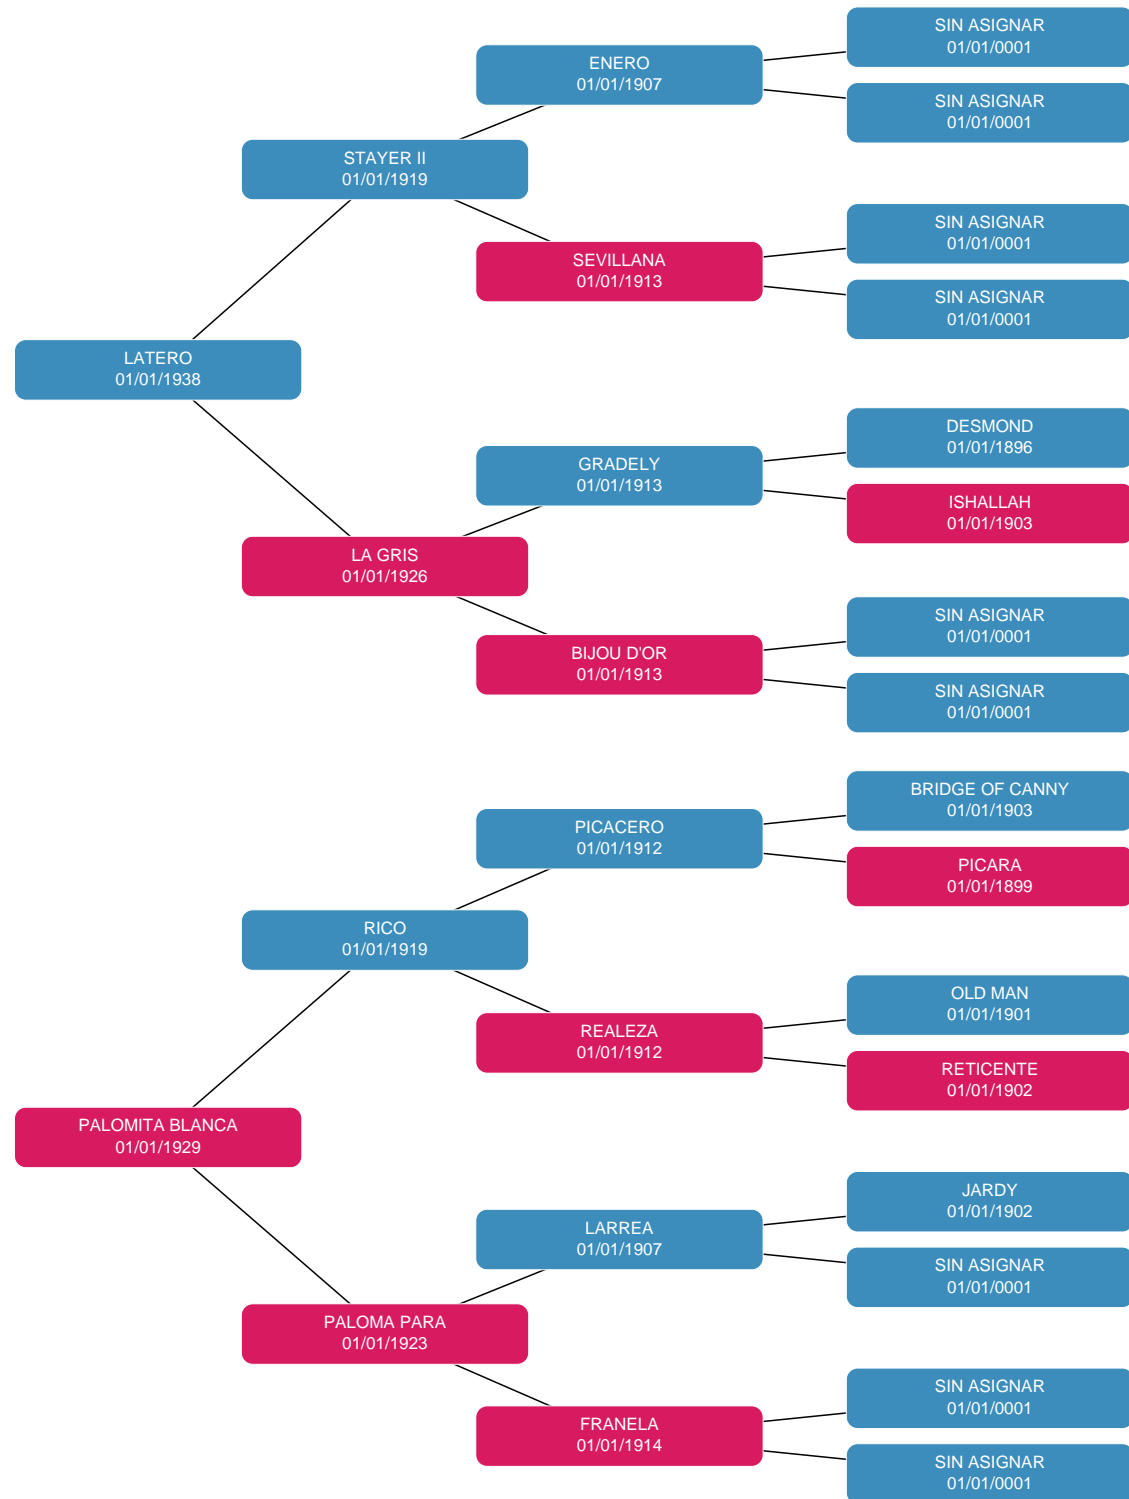 SIN ASIGNAR
01/01/0001
ENERO
01/01/1907
SIN ASIGNAR
01/01/0001
STAYER II
01/01/1919
SIN ASIGNAR
01/01/0001
SEVILLANA
01/01/1913
SIN ASIGNAR
01/01/0001
LATERO
01/01/1938
DESMOND
01/01/1896
GRADELY
01/01/1913
ISHALLAH
01/01/1903
LA GRIS
01/01/1926
SIN ASIGNAR
01/01/0001
BIJOU D'OR
01/01/1913
SIN ASIGNAR
01/01/0001
BRIDGE OF CANNY
01/01/1903
PICACERO
01/01/1912
PICARA
01/01/1899
RICO
01/01/1919
OLD MAN
01/01/1901
REALEZA
01/01/1912
RETICENTE
01/01/1902
PALOMITA BLANCA
01/01/1929
JARDY
01/01/1902
LARREA
01/01/1907
SIN ASIGNAR
01/01/0001
PALOMA PARA
01/01/1923
SIN ASIGNAR
01/01/0001
FRANELA
01/01/1914
SIN ASIGNAR
01/01/0001